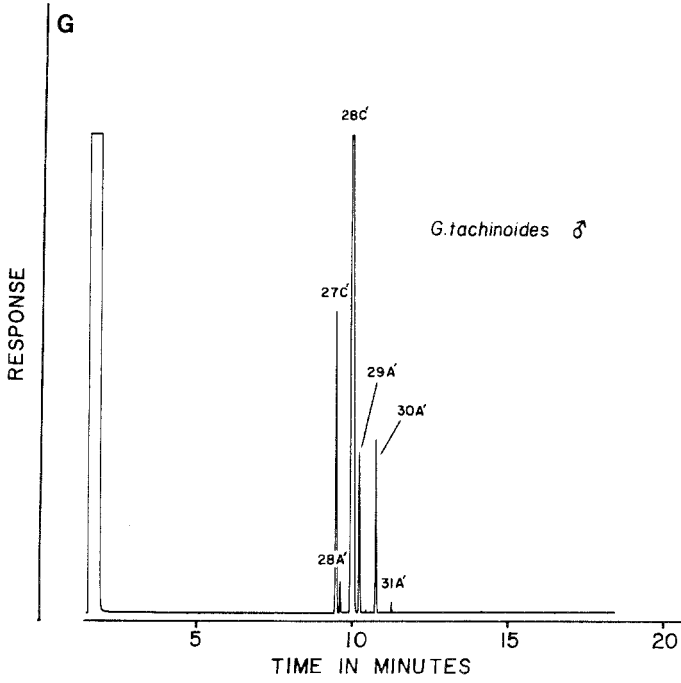 G
28C'
G.tachinoides ♂
27C'
29A'
30A'
28A'
31A'
RESPONSE
5 10 15 20
TIME IN MINUTES